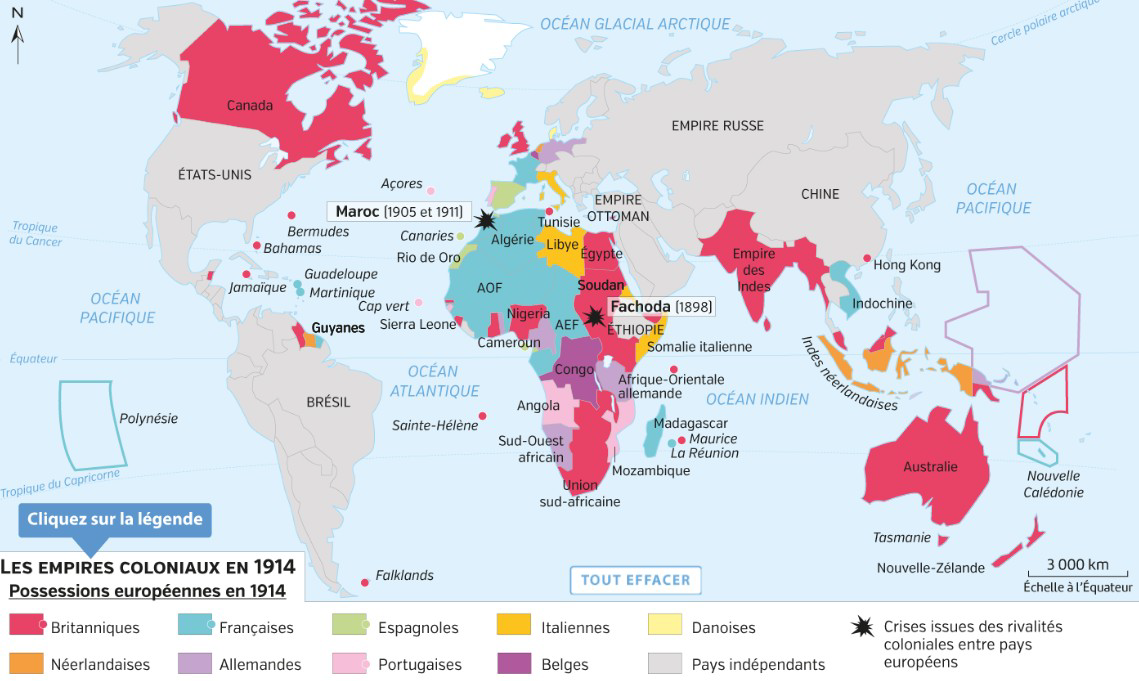 N
OCÉAN GLACIAL ARCTIQUE
Cercle polaire arctique
Canada
EMPIRE RUSSE
ÉTATS-UNIS
Açores
CHINE
OCÉAN
PACIFIQUE
EMPIRE
OTTOMAN
Maroc (1905 et 1911)
Tropique
du Cancer
Bermudes
Bahamas
Canaries
Rio de Oro
Algérie
Tunisie
Libye
Égypte
Empire
des
Indes
Hong Kong
Jamaïque
Guadeloupe
Martinique
OCÉAN
PACIFIQUE
Cap vert
Sierra Leone
AOF
Soudan
Fachoda (1898)
Indochine
Guyanes
Nigeria
AEF
ÉTHIOPIE
Cameroun
Somalie italienne
Équateur
OCÉAN
ATLANTIQUE
Congo
Afrique-Orientale
allemande
OCÉAN INDIEN
Indes néerlandaises
BRÉSIL
Polynésie
Sainte-Hélène
Angola
Madagascar
Maurice
La Réunion
Sud-Ouest
africain
Mozambique
Australie
Nouvelle
Calédonie
Tropique du Capricorne
Union
sud-africaine
Cliquez sur la légende
Tasmanie
Nouvelle-Zélande
3 000 km
Échelle à l'Équateur
LES EMPIRES COLONIAUX EN 1914
Falklands
TOUT EFFACER
Possessions européennes en 1914
Britanniques
Françaises
Espagnoles
Italiennes
Danoises
Crises issues des rivalités
coloniales entre pays
européens
Néerlandaises
Allemandes
Portugaises
Belges
Pays indépendants